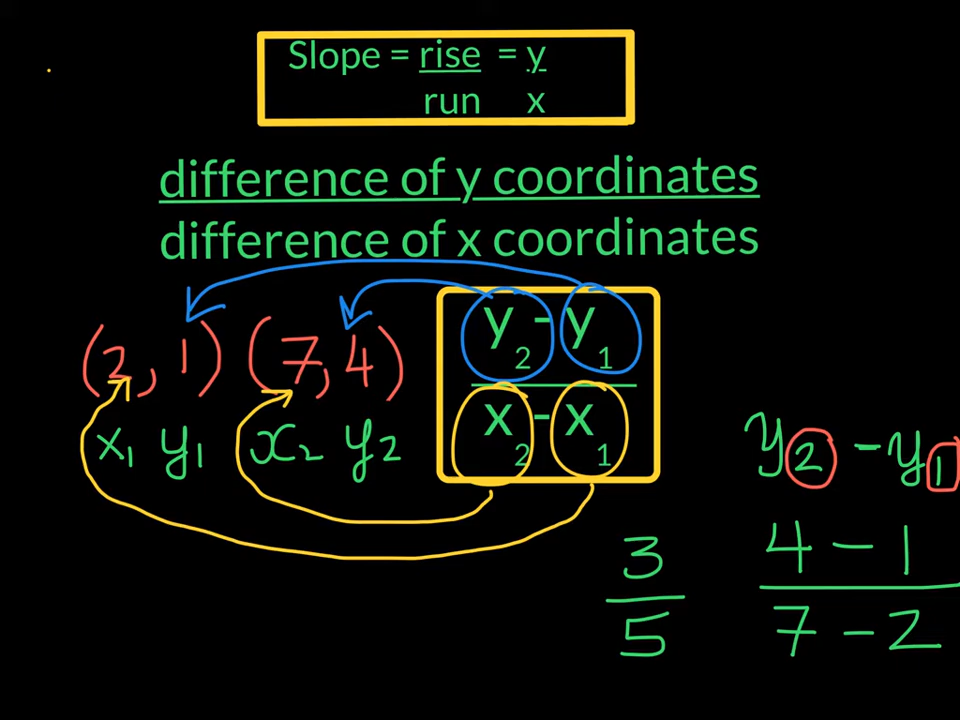 Slope = rise = y
run x
difference of y coordinates
difference of x coordinates
(2, 1) (7, 4)
y2 - y1
x2 - x1
x1 y1 x2 y2
y2 - y1
3
5
4 - 1
7 - 2